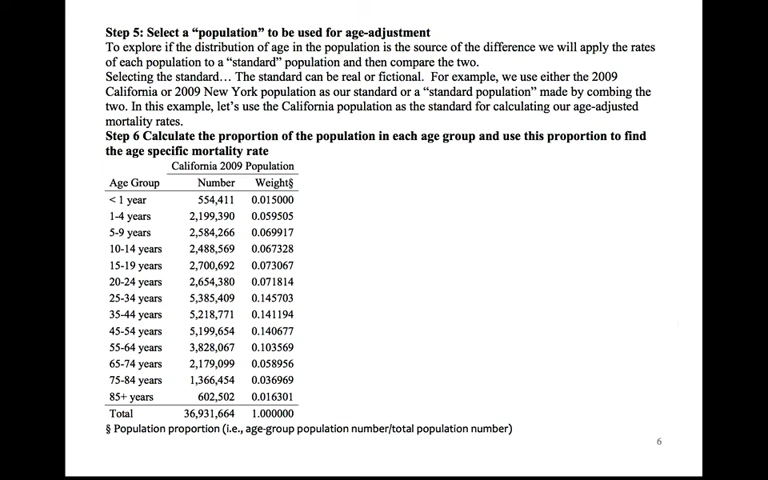 Step 5: Select a “population” to be used for age-adjustment
To explore if the distribution of age in the population is the source of the difference we will apply the rates
of each population to a “standard” population and then compare the two.
Selecting the standard… The standard can be real or fictional. For example, we use either the 2009
California or 2009 New York population as our standard or a “standard population” made by combing the
two. In this example, let’s use the California population as the standard for calculating our age-adjusted
mortality rates.
Step 6 Calculate the proportion of the population in each age group and use this proportion to find
the age specific mortality rate
California 2009 Population
Age Group Number Weight§
< 1 year 554,411 0.015000
1-4 years 2,199,390 0.059505
5-9 years 2,584,266 0.069917
10-14 years 2,488,569 0.067328
15-19 years 2,700,692 0.073067
20-24 years 2,654,380 0.071814
25-34 years 5,385,409 0.145703
35-44 years 5,218,771 0.141194
45-54 years 5,199,654 0.140677
55-64 years 3,828,067 0.103569
65-74 years 2,179,099 0.058956
75-84 years 1,366,454 0.036969
85+ years 602,502 0.016301
Total 36,931,664 1.000000
§ Population proportion (i.e., age-group population number/total population number)
6